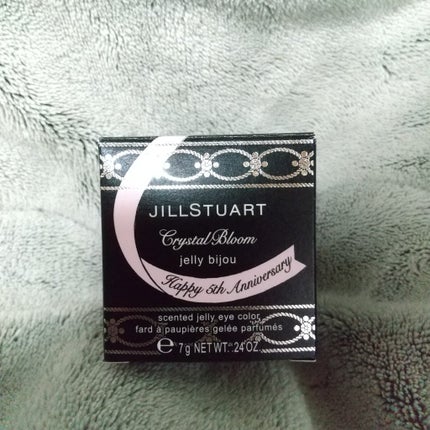 JILLSTUART
Crystal Bloom
jelly bijou
Happy 5th Anniversary
scented jelly eye color
fard à paupières gelée parfumés
℮ 7g NET WT. .24 OZ.